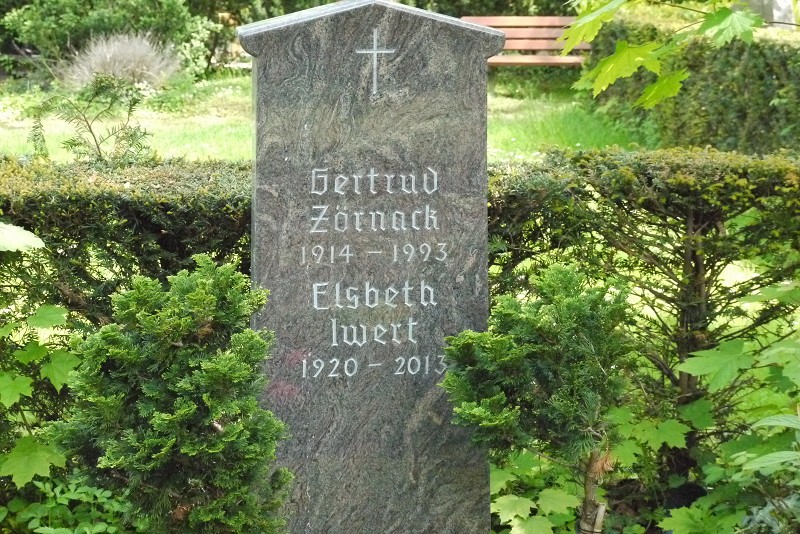 Gertrud
Zörnack
1914 – 1993
Elsbeth
Iwert
1920 – 2013